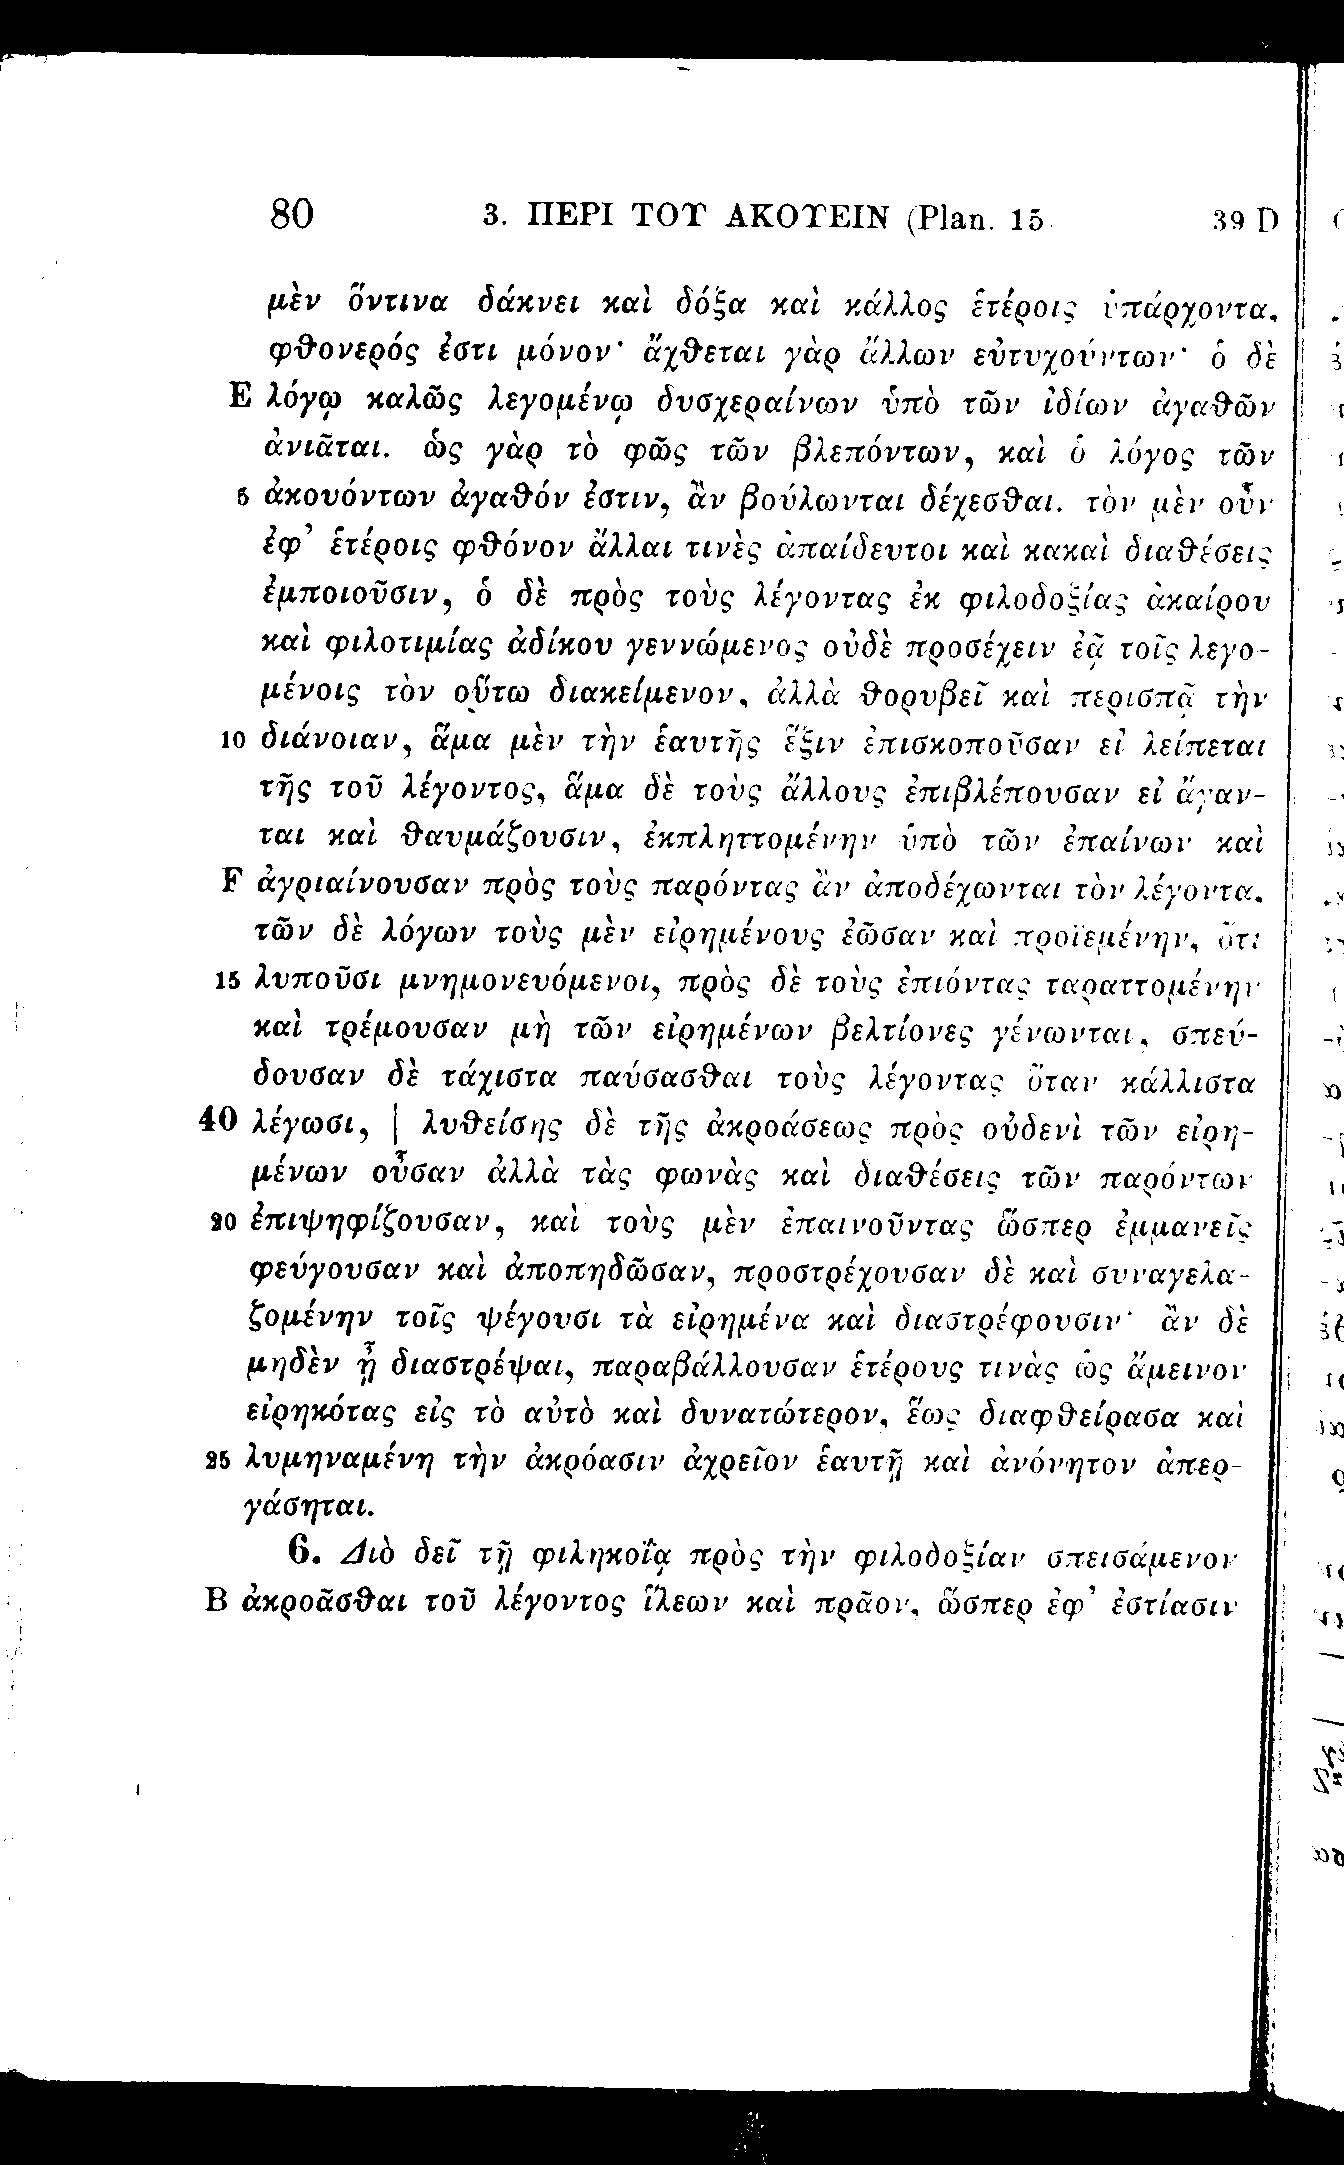 80 3. ΠΕΡΙ ΤΟΥ ΑΚΟΥΕΙΝ (Plan. 15 39 D
μὲν ὅντινα δάκνει καὶ δόξα καὶ κάλλος ἑτέροις ὑπάρχοντα,
φθονερός ἐστι μόνον· ἄχθεται γὰρ ἄλλων εὐτυχούντων· ὁ δὲ
E λόγῳ καλῶς λεγομένῳ δυσχεραίνων ὑπὸ τῶν ἰδίων ἀγαθῶν
ἀνιᾶται. ὡς γὰρ τὸ φῶς τῶν βλεπόντων, καὶ ὁ λόγος τῶν
5 ἀκουόντων ἀγαθόν ἐστιν, ἂν βούλωνται δέχεσθαι. τὸν μὲν οὖν
ἐφ' ἑτέροις φθόνον ἄλλαι τινὲς ἀπαίδευτοι καὶ κακαὶ διαθέσεις
ἐμποιοῦσιν, ὁ δὲ πρὸς τοὺς λέγοντας ἐκ φιλοδοξίας ἀκαίρου
καὶ φιλοτιμίας ἀδίκου γεννώμενος οὐδὲ προσέχειν ἐᾷ τοῖς λεγο-
μένοις τὸν οὕτω διακείμενον, ἀλλὰ θορυβεῖ καὶ περισπᾷ τὴν
10 διάνοιαν, ἅμα μὲν τὴν ἑαυτῆς ἕξιν ἐπισκοποῦσαν εἰ λείπεται
τῆς τοῦ λέγοντος, ἅμα δὲ τοὺς ἄλλους ἐπιβλέπουσαν εἰ ἄγαν-
ται καὶ θαυμάζουσιν, ἐκπληττομένην ὑπὸ τῶν ἐπαίνων καὶ
F ἀγριαίνουσαν πρὸς τοὺς παρόντας ἂν ἀποδέχωνται τὸν λέγοντα,
τῶν δὲ λόγων τοὺς μὲν εἰρημένους ἐῶσαν καὶ προϊεμένην, ὅτι
15 λυποῦσι μνημονευόμενοι, πρὸς δὲ τοὺς ἐπιόντας ταραττομένην
καὶ τρέμουσαν μὴ τῶν εἰρημένων βελτίονες γένωνται, σπεύ-
δουσαν δὲ τάχιστα παύσασθαι τοὺς λέγοντας ὅταν κάλλιστα
40 λέγωσι, | λυθείσης δὲ τῆς ἀκροάσεως πρὸς οὐδενὶ τῶν εἰρη-
μένων οὖσαν ἀλλὰ τὰς φωνὰς καὶ διαθέσεις τῶν παρόντων
20 ἐπιψηφίζουσαν, καὶ τοὺς μὲν ἐπαινοῦντας ὥσπερ ἐμμανεῖς
φεύγουσαν καὶ ἀποπηδῶσαν, προστρέχουσαν δὲ καὶ συναγελα-
ζομένην τοῖς ψέγουσι τὰ εἰρημένα καὶ διαστρέφουσιν· ἂν δὲ
μηδὲν ᾖ διαστρέψαι, παραβάλλουσαν ἑτέρους τινὰς ὡς ἄμεινον
εἰρηκότας εἰς τὸ αὐτὸ καὶ δυνατώτερον, ἕως διαφθείρασα καὶ
25 λυμηναμένη τὴν ἀκρόασιν ἀχρεῖον ἑαυτῇ καὶ ἀνόνητον ἀπερ-
γάσηται.
6. Διὸ δεῖ τῇ φιληκοΐᾳ πρὸς τὴν φιλοδοξίαν σπεισάμενον
B ἀκροᾶσθαι τοῦ λέγοντος ἵλεων καὶ πρᾶον, ὥσπερ ἐφ' ἑστίασιν